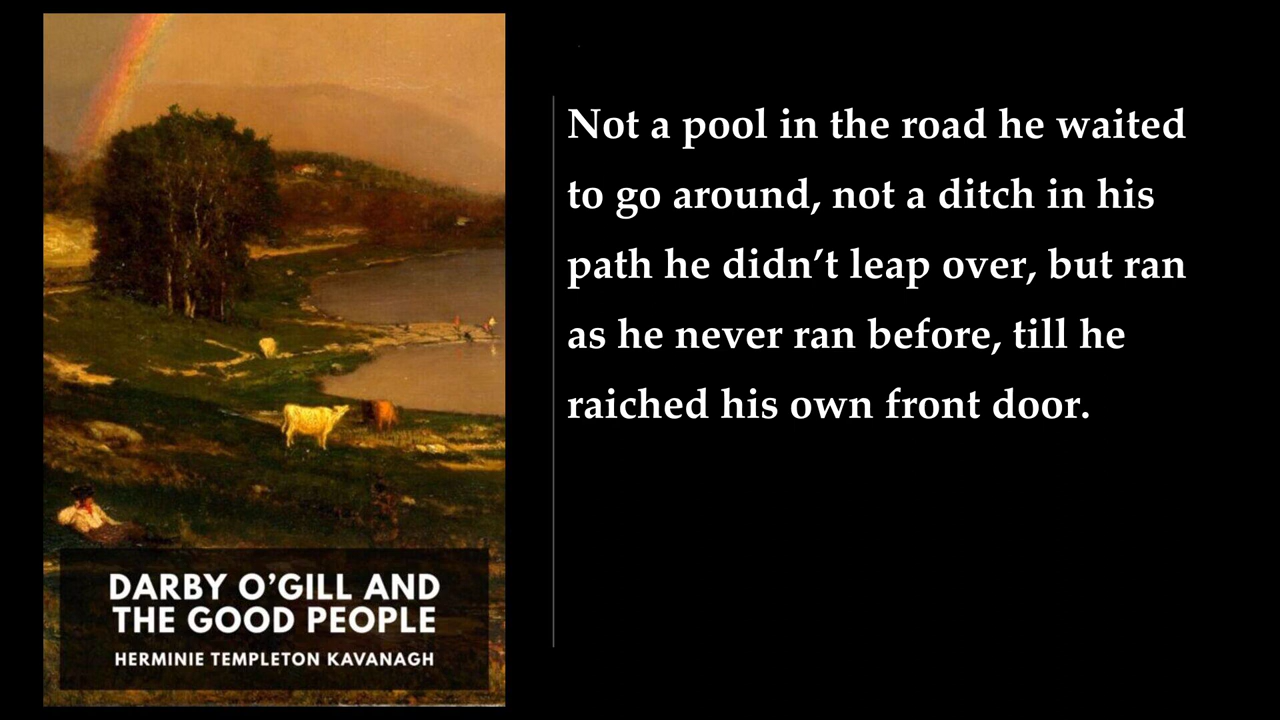 Not a pool in the road he waited
to go around, not a ditch in his
path he didn’t leap over, but ran
as he never ran before, till he
raiched his own front door.
DARBY O’GILL AND
THE GOOD PEOPLE
HERMINIE TEMPLETON KAVANAGH